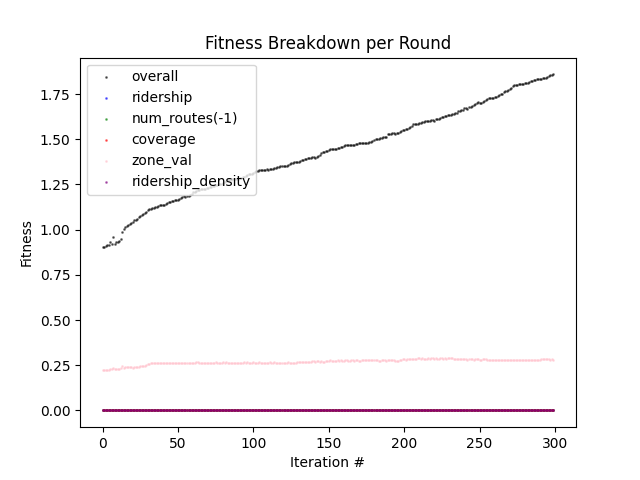 Fitness Breakdown per Round
overall
ridership
num_routes(-1)
coverage
zone_val
ridership_density
Fitness
1.75
1.50
1.25
1.00
0.75
0.50
0.25
0.00
0
50
100
150
200
250
300
Iteration #